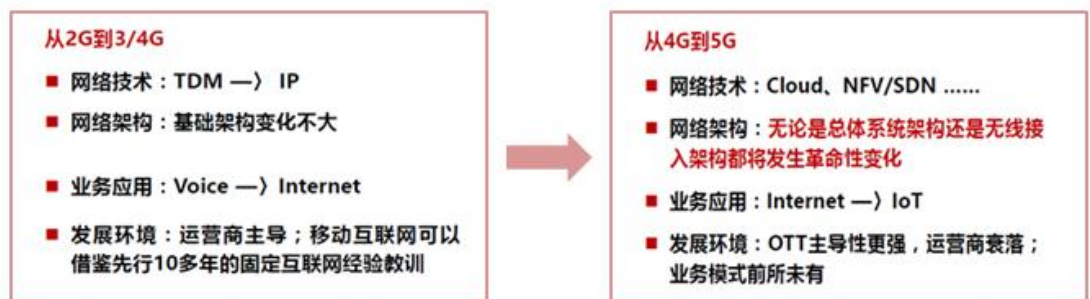 从2G到3/4G
■ 网络技术：TDM —〉 IP
■ 网络架构：基础架构变化不大
■ 业务应用：Voice —〉Internet
■ 发展环境：运营商主导；移动互联网可以
借鉴先行10多年的固定互联网经验教训
从4G到5G
■ 网络技术：Cloud、NFV/SDN ……
■ 网络架构：无论是总体系统架构还是无线接
入架构都将发生革命性变化
■ 业务应用：Internet —〉IoT
■ 发展环境：OTT主导性更强，运营商衰落；
业务模式前所未有